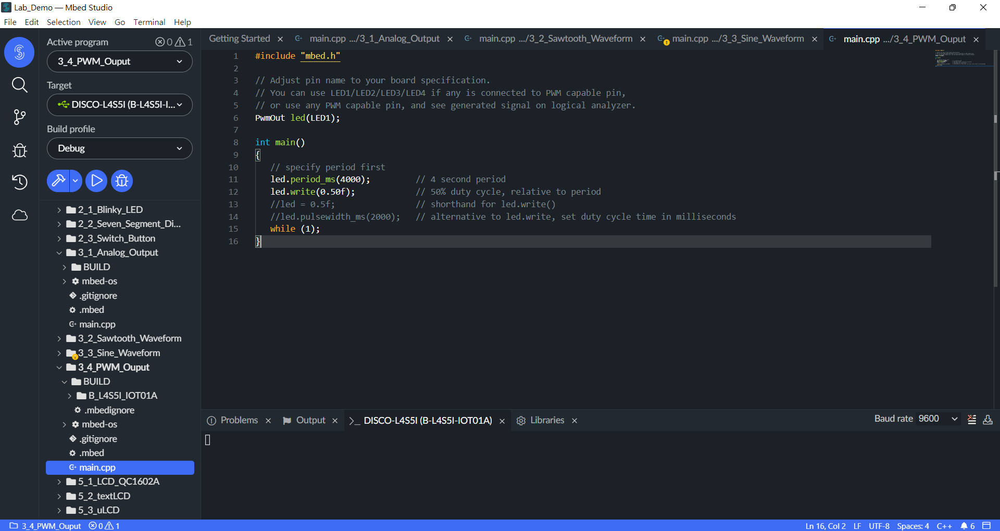 Lab_Demo — Mbed Studio
File Edit Selection View Go Terminal Help
Active program 0 1
3_4_PWM_Ouput
Target
DISCO-L4S5I (B-L4S5I-I...
Build profile
Debug
2_1_Blinky_LED
2_2_Seven_Segment_Di...
2_3_Switch_Button
3_1_Analog_Output
BUILD
mbed-os
.gitignore
.mbed
main.cpp
3_2_Sawtooth_Waveform
3_3_Sine_Waveform
3_4_PWM_Ouput
BUILD
B_L4S5I_IOT01A
.mbedignore
mbed-os
.gitignore
.mbed
main.cpp
5_1_LCD_QC1602A
5_2_textLCD
5_3_uLCD
Getting Started main.cpp .../3_1_Analog_Output main.cpp .../3_2_Sawtooth_Waveform main.cpp .../3_3_Sine_Waveform main.cpp .../3_4_PWM_Ouput
1 #include "mbed.h"
2
3 // Adjust pin name to your board specification.
4 // You can use LED1/LED2/LED3/LED4 if any is connected to PWM capable pin,
5 // or use any PWM capable pin, and see generated signal on logical analyzer.
6 PwmOut led(LED1);
7
8 int main()
9 {
10 // specify period first
11 led.period_ms(4000); // 4 second period
12 led.write(0.50f); // 50% duty cycle, relative to period
13 //led = 0.5f; // shorthand for led.write()
14 //led.pulsewidth_ms(2000); // alternative to led.write, set duty cycle time in milliseconds
15 while (1);
16 }
Problems Output DISCO-L4S5I (B-L4S5I-IOT01A) Libraries Baud rate 9600
3_4_PWM_Ouput 0 1 Ln 16, Col 2 LF UTF-8 Spaces: 4 C++ 6